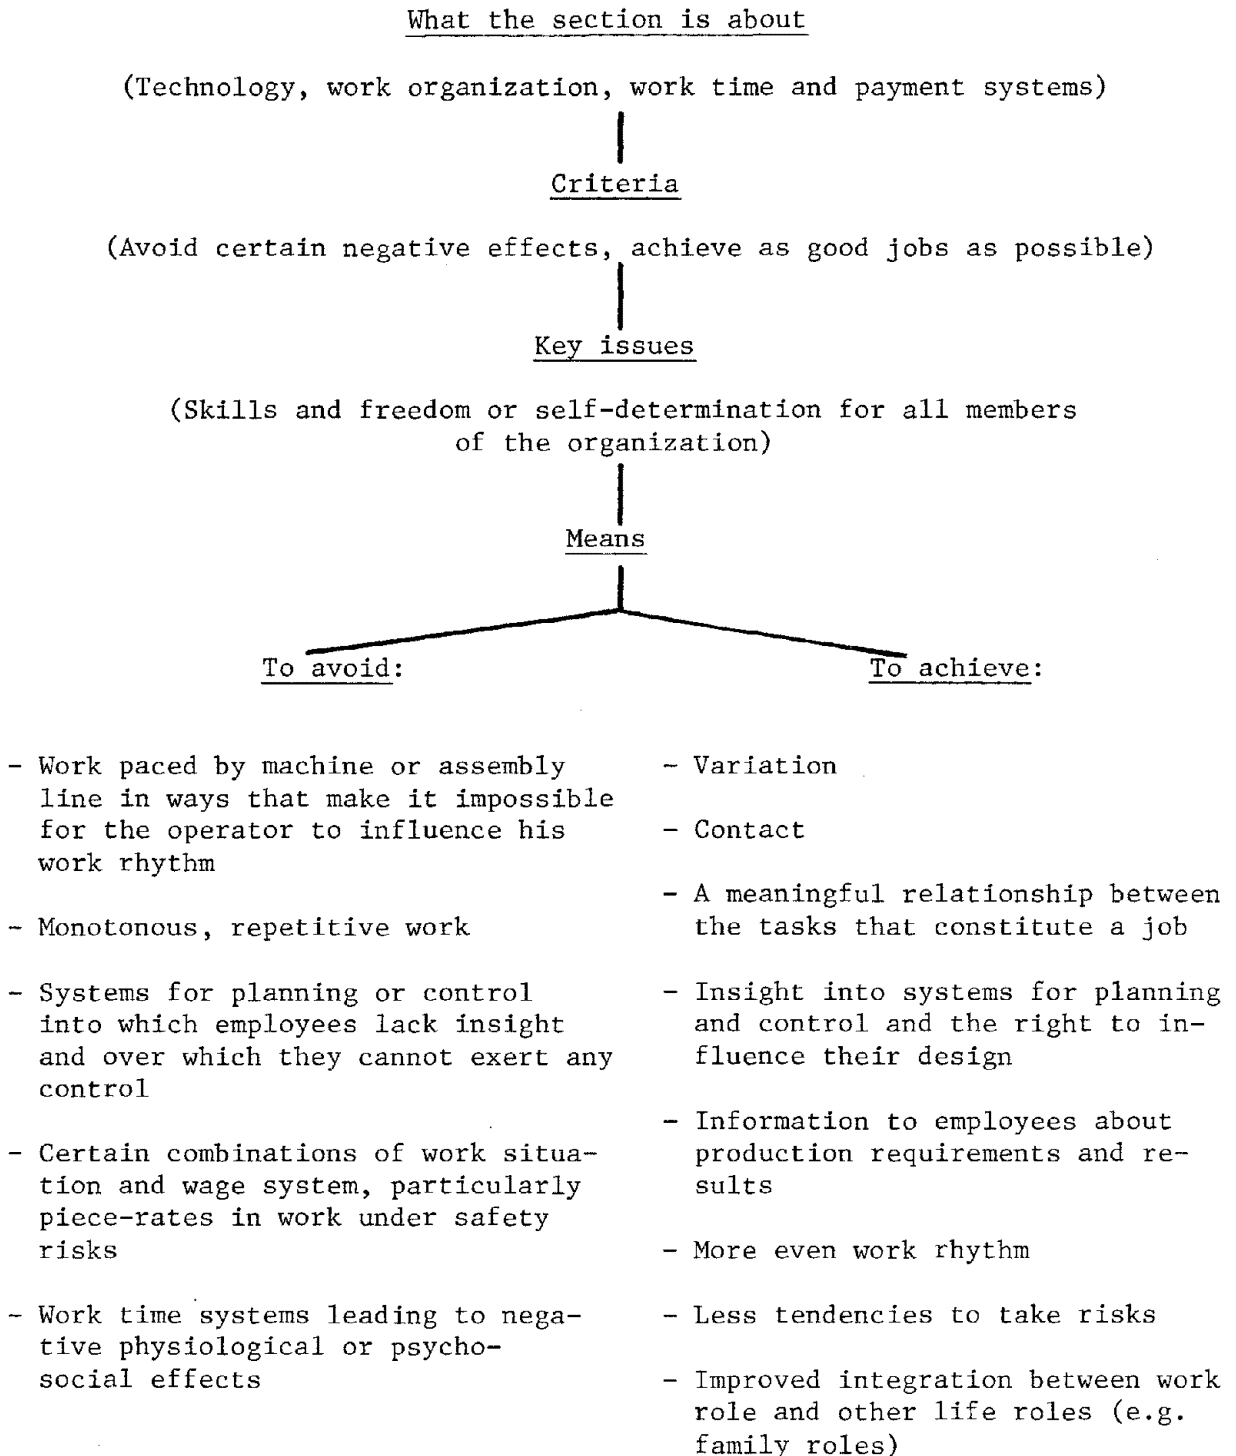 What the section is about
(Technology, work organization, work time and payment systems)
Criteria
(Avoid certain negative effects, achieve as good jobs as possible)
Key issues
(Skills and freedom or self-determination for all members
of the organization)
Means
To avoid:
- Work paced by machine or assembly
line in ways that make it impossible
for the operator to influence his
work rhythm
- Monotonous, repetitive work
- Systems for planning or control
into which employees lack insight
and over which they cannot exert any
control
- Certain combinations of work situa-
tion and wage system, particularly
piece-rates in work under safety
risks
- Work time systems leading to nega-
tive physiological or psycho-
social effects
To achieve:
- Variation
- Contact
- A meaningful relationship between
the tasks that constitute a job
- Insight into systems for planning
and control and the right to in-
fluence their design
- Information to employees about
production requirements and re-
sults
- More even work rhythm
- Less tendencies to take risks
- Improved integration between work
role and other life roles (e.g.
family roles)